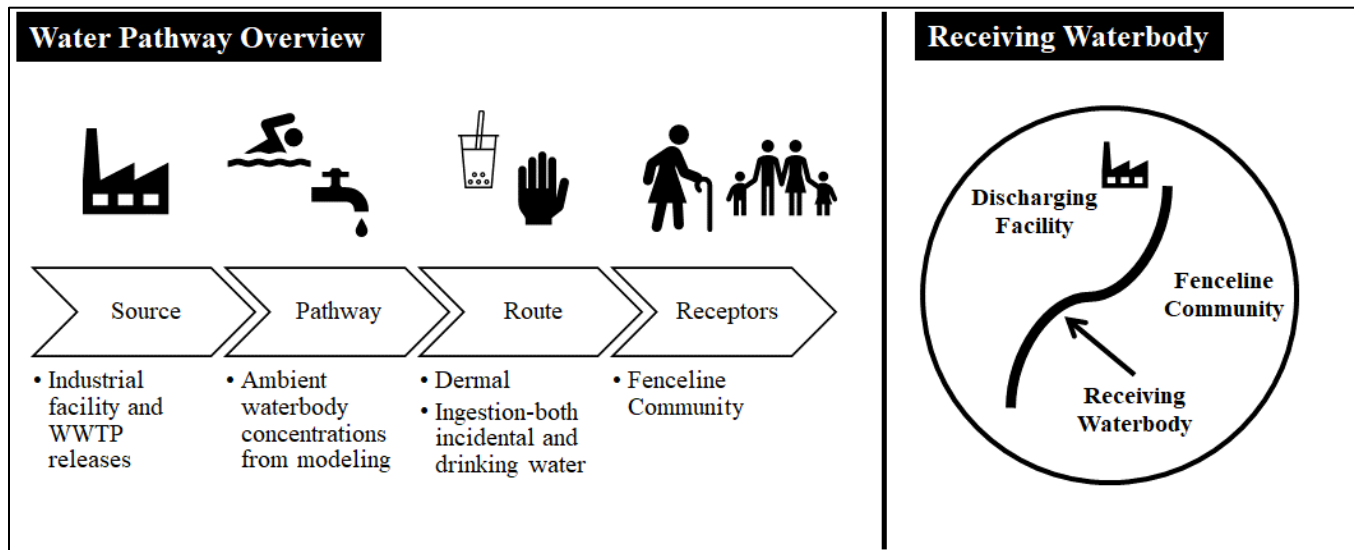 Water Pathway Overview
Source
Pathway
Route
Receptors
• Industrial
facility and
WWTP
releases
• Ambient
waterbody
concentrations
from modeling
• Dermal
• Ingestion-both
incidental and
drinking water
• Fenceline
Community
Receiving Waterbody
Discharging
Facility
Fenceline
Community
Receiving
Waterbody